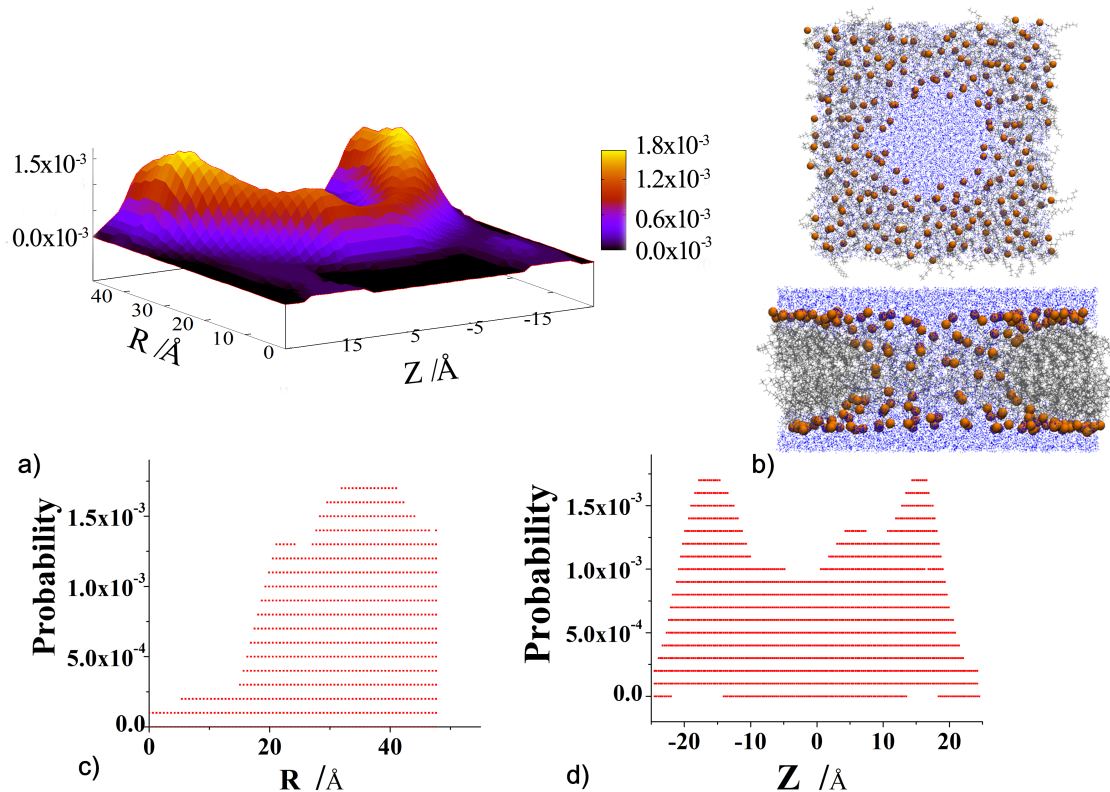 1.5x10-3
0.0x10-3
40
30
20
10
0
R /Å
15
5
-5
-15
Z /Å
1.8x10-3
1.2x10-3
0.6x10-3
0.0x10-3
a)
b)
Probability
1.5x10-3
1.0x10-3
5.0x10-4
0.0
0
20
40
R /Å
c)
Probability
1.5x10-3
1.0x10-3
5.0x10-4
0.0
-20
-10
0
10
20
Z /Å
d)